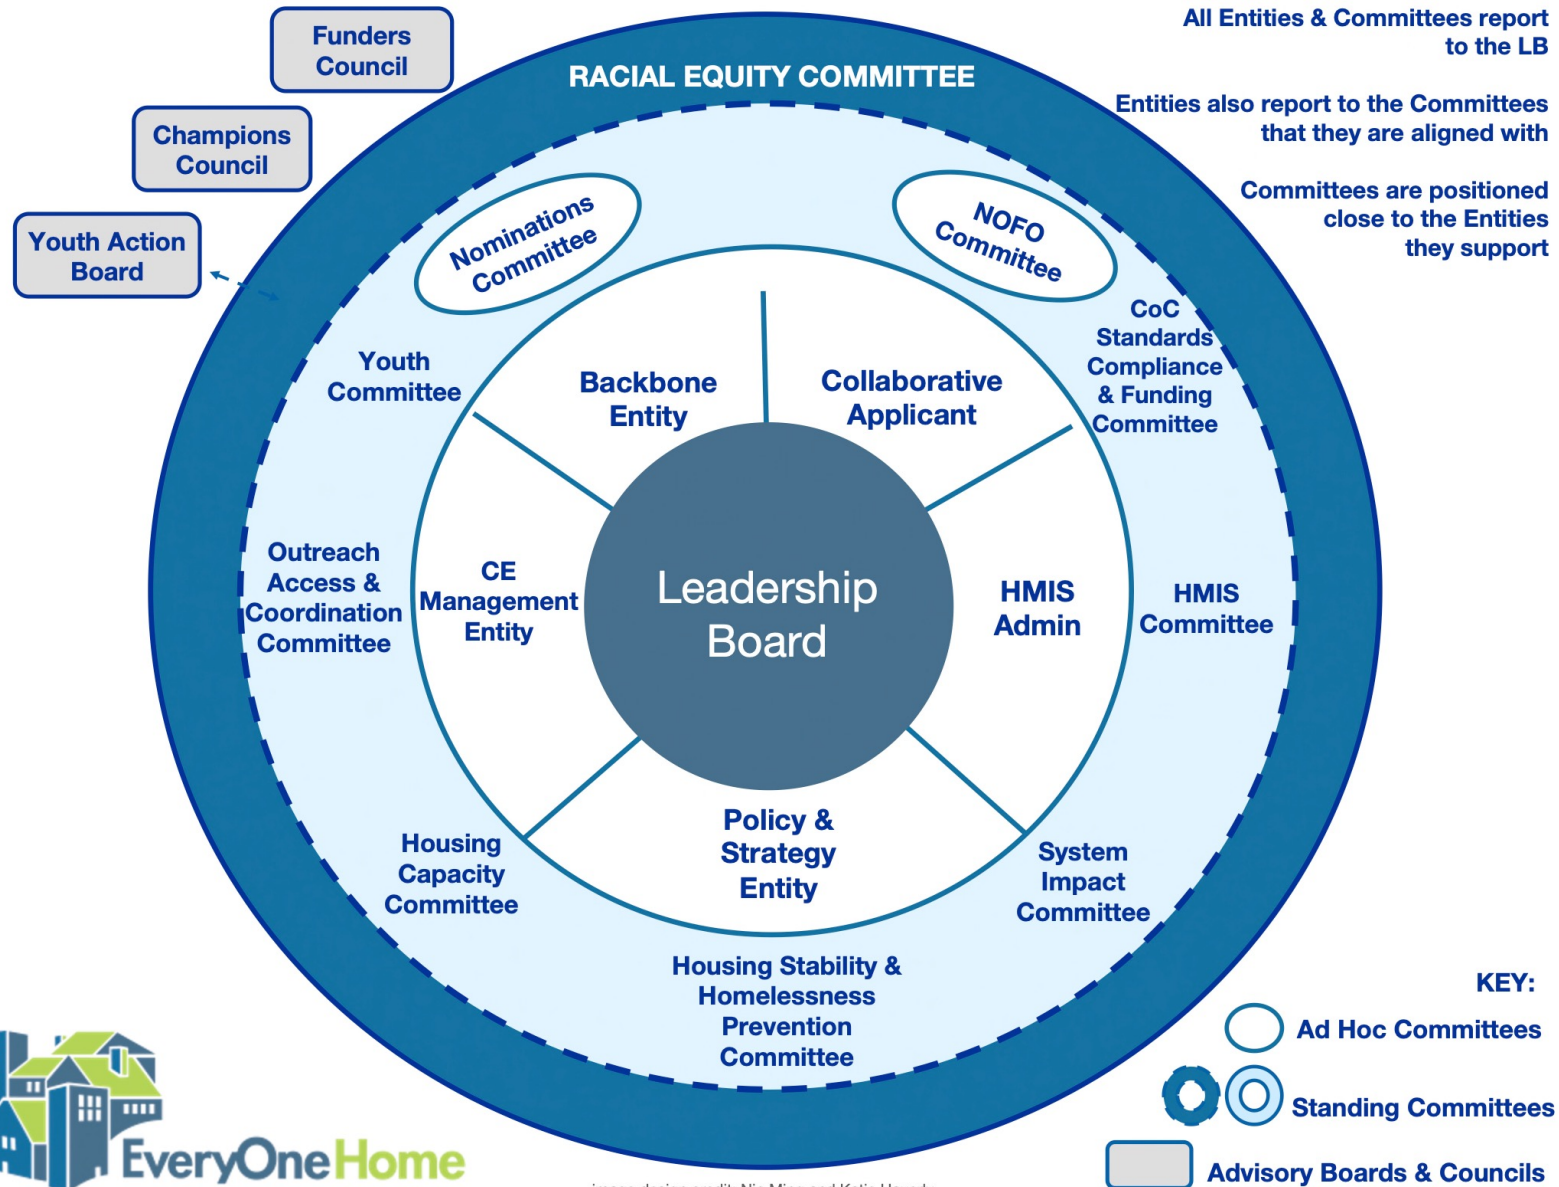 Funders
Council
Champions
Council
Youth Action
Board
RACIAL EQUITY COMMITTEE
All Entities & Committees report
to the LB
Entities also report to the Committees
that they are aligned with
Committees are positioned
close to the Entities
they support
Nominations
Committee
NOFO
Committee
Youth
Committee
CoC
Standards
Compliance
& Funding
Committee
Backbone
Entity
Collaborative
Applicant
Outreach
Access &
Coordination
Committee
CE
Management
Entity
Leadership
Board
HMIS
Admin
HMIS
Committee
Policy &
Strategy
Entity
Housing
Capacity
Committee
System
Impact
Committee
Housing Stability &
Homelessness
Prevention
Committee
KEY:
Ad Hoc Committees
Standing Committees
Advisory Boards & Councils
EveryOneHome